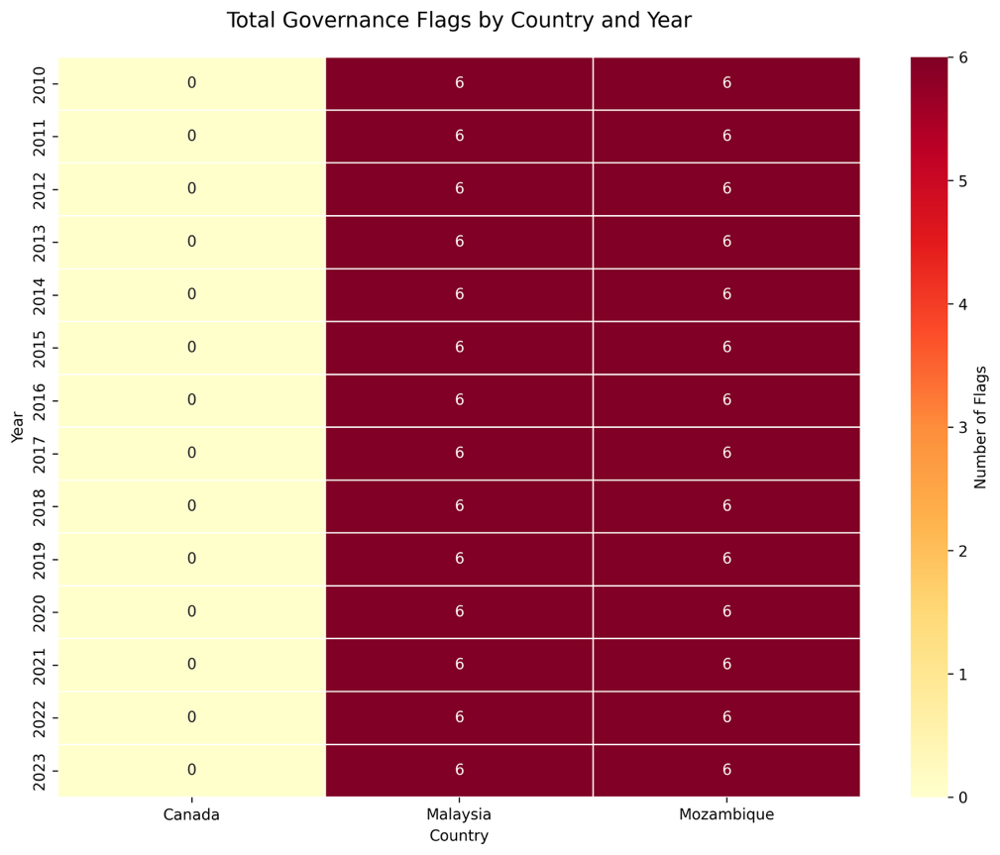 Total Governance Flags by Country and Year
2010 0 6 6
2011 0 6 6
2012 0 6 6
2013 0 6 6
2014 0 6 6
2015 0 6 6
2016 0 6 6
2017 0 6 6
2018 0 6 6
2019 0 6 6
2020 0 6 6
2021 0 6 6
2022 0 6 6
2023 0 6 6
Year
Canada Malaysia Mozambique
Country
6
5
4
3
2
1
0
Number of Flags